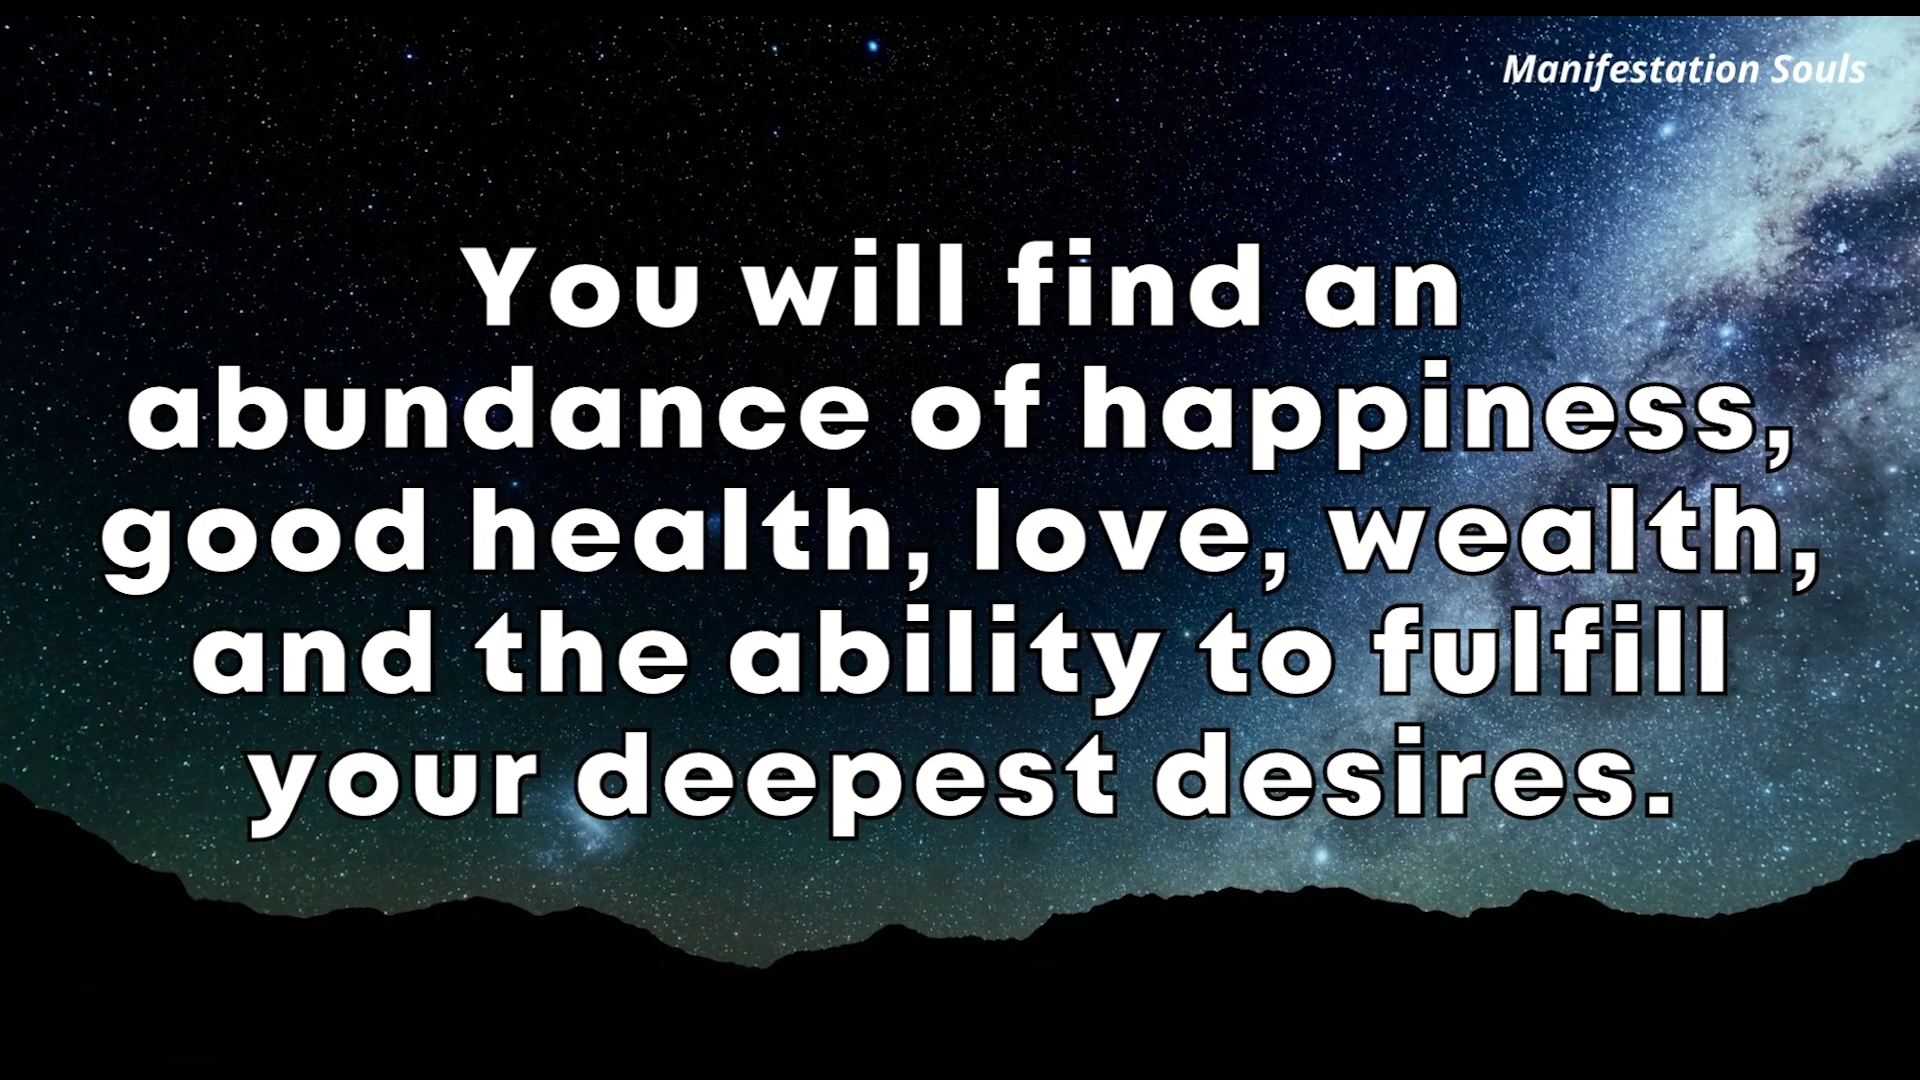 Manifestation Souls
You will find an
abundance of happiness,
good health, love, wealth,
and the ability to fulfill
your deepest desires.